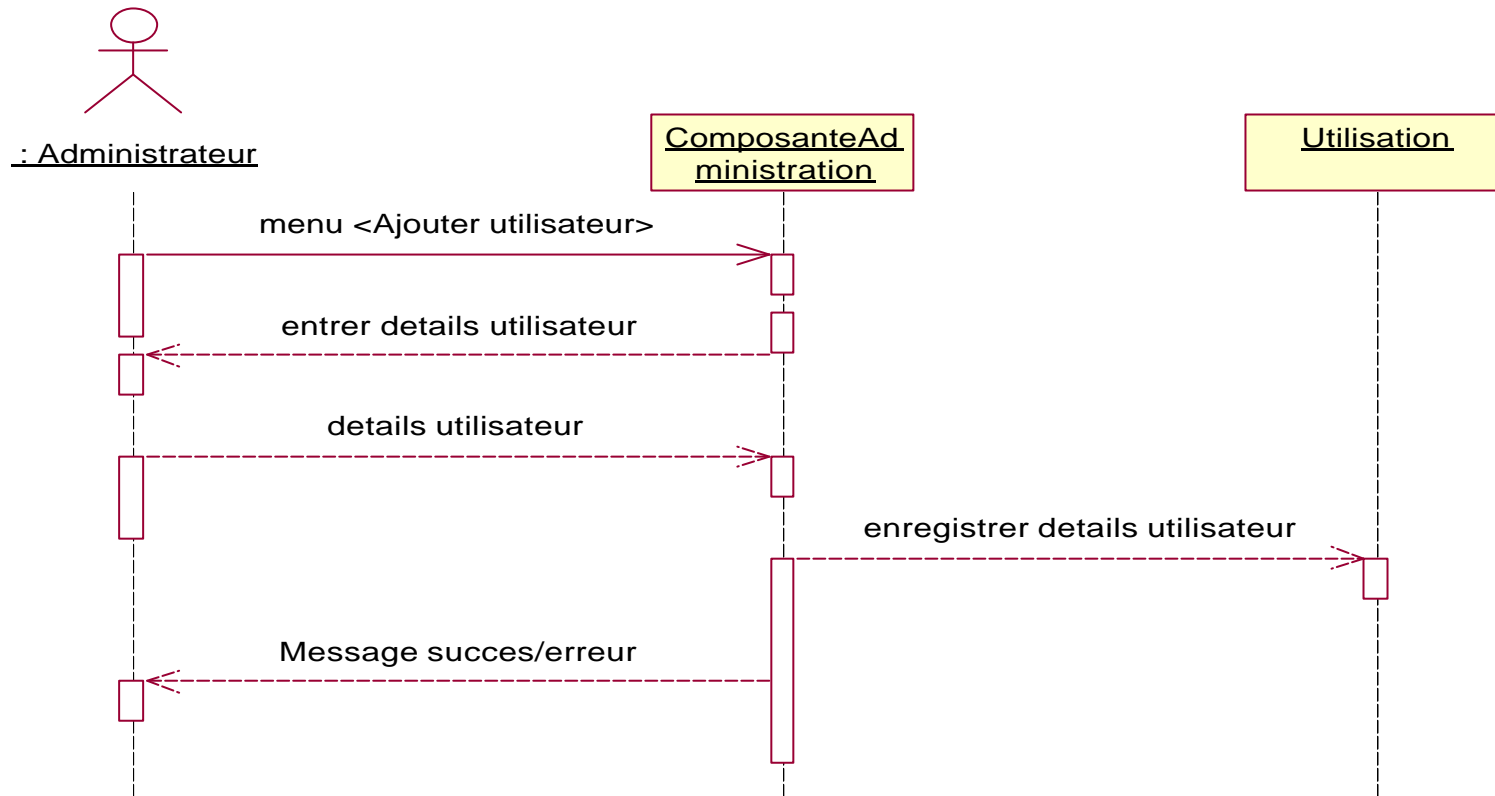 : Administrateur
ComposanteAd
ministration
Utilisation
menu <Ajouter utilisateur>
entrer details utilisateur
details utilisateur
enregistrer details utilisateur
Message succes/erreur